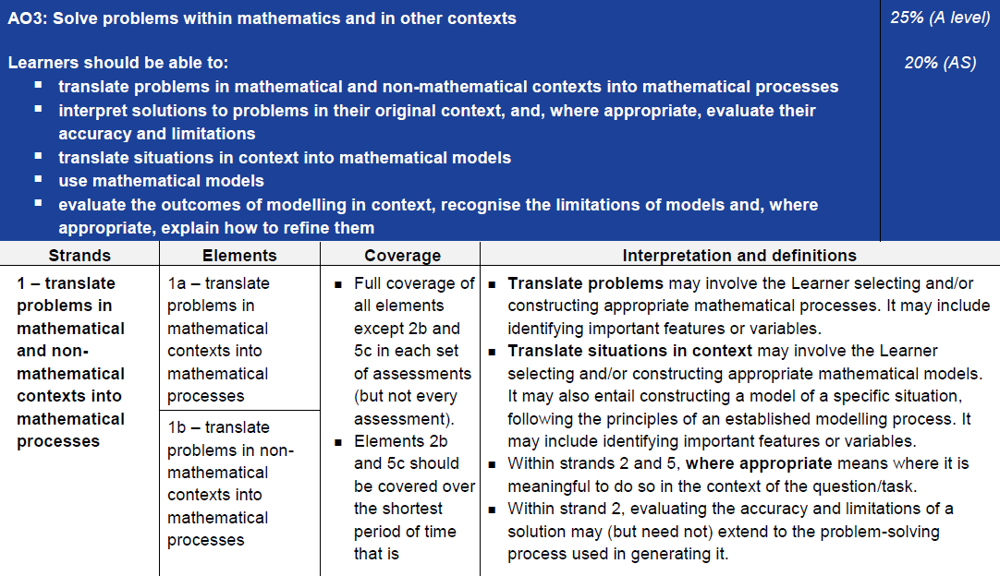 AO3: Solve problems within mathematics and in other contexts
25% (A level)
Learners should be able to:
20% (AS)
▪ translate problems in mathematical and non-mathematical contexts into mathematical processes
▪ interpret solutions to problems in their original context, and, where appropriate, evaluate their
accuracy and limitations
▪ translate situations in context into mathematical models
▪ use mathematical models
▪ evaluate the outcomes of modelling in context, recognise the limitations of models and, where
appropriate, explain how to refine them
Strands
Elements
Coverage
Interpretation and definitions
1 – translate
problems in
mathematical
and non-
mathematical
contexts into
mathematical
processes
1a – translate
problems in
mathematical
contexts into
mathematical
processes
1b – translate
problems in non-
mathematical
contexts into
mathematical
processes
▪ Full coverage of
all elements
except 2b and
5c in each set
of assessments
(but not every
assessment).
▪ Elements 2b
and 5c should
be covered over
the shortest
period of time
that is
▪ Translate problems may involve the Learner selecting and/or
constructing appropriate mathematical processes. It may include
identifying important features or variables.
▪ Translate situations in context may involve the Learner
selecting and/or constructing appropriate mathematical models.
It may also entail constructing a model of a specific situation,
following the principles of an established modelling process. It
may include identifying important features or variables.
▪ Within strands 2 and 5, where appropriate means where it is
meaningful to do so in the context of the question/task.
▪ Within strand 2, evaluating the accuracy and limitations of a
solution may (but need not) extend to the problem-solving
process used in generating it.